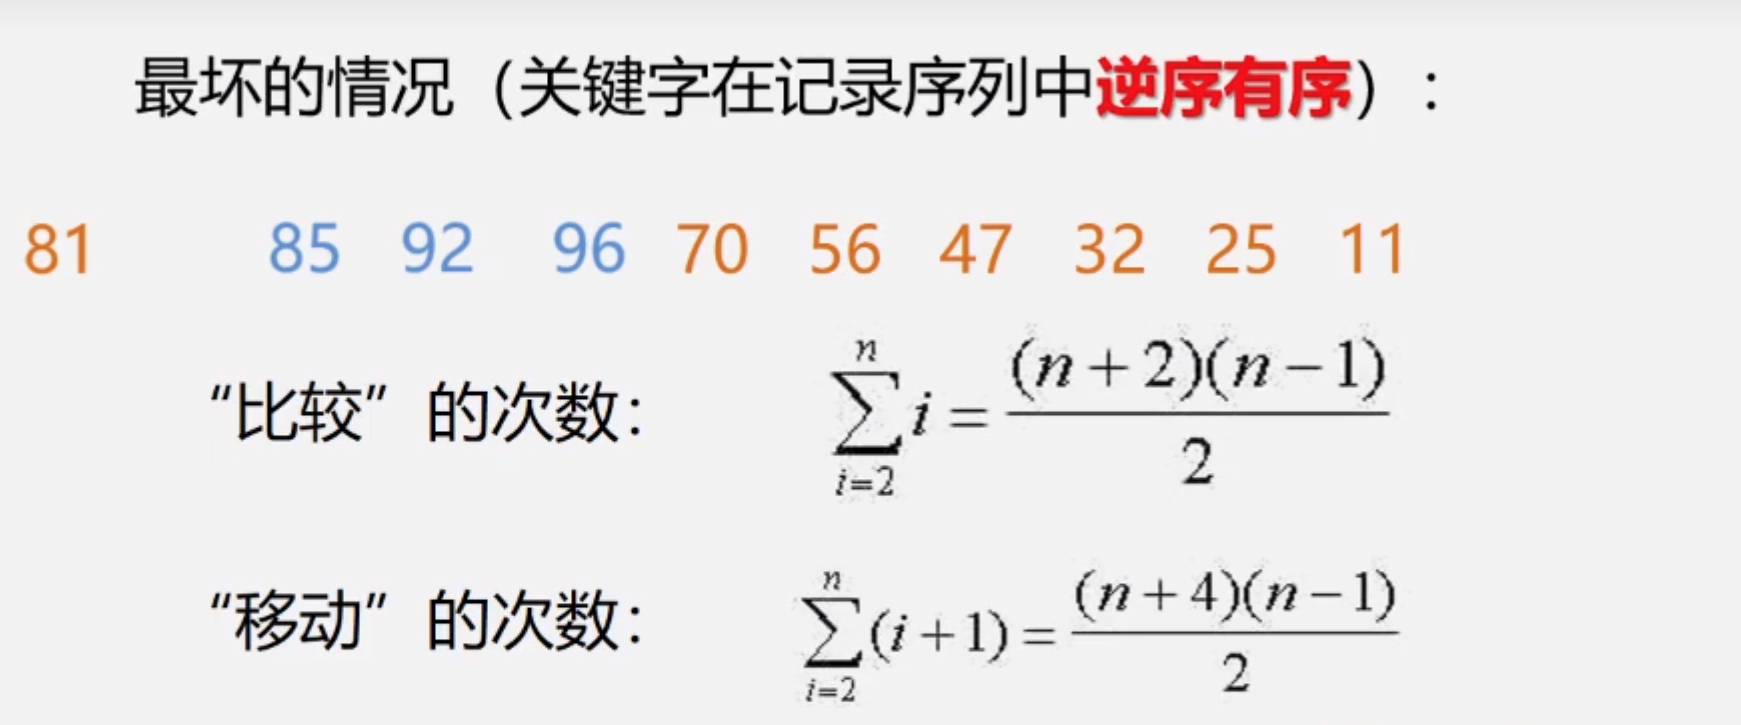 最坏的情况（关键字在记录序列中逆序有序）：
81 85 92 96 70 56 47 32 25 11
“比较”的次数： \sum_{i=2}^{n} i = \frac{(n+2)(n-1)}{2}
“移动”的次数： \sum_{i=2}^{n} (i+1) = \frac{(n+4)(n-1)}{2}